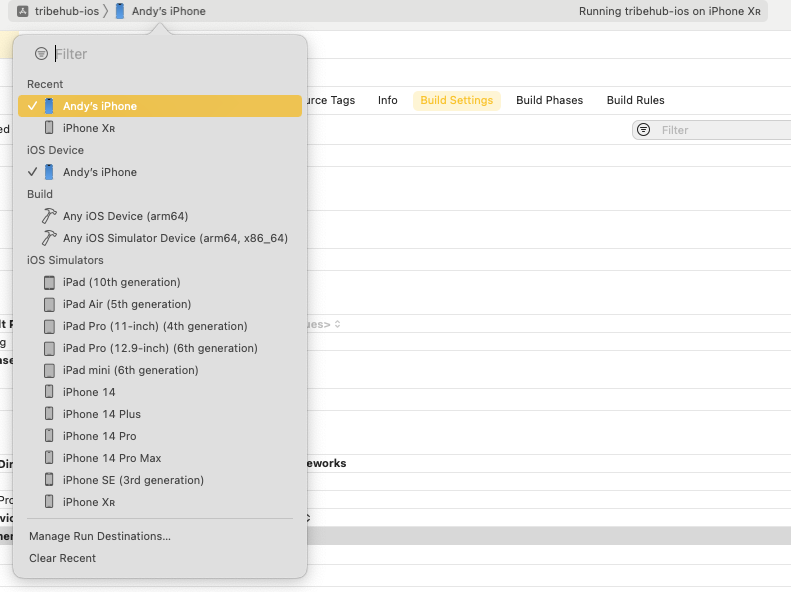 tribehub-ios 〉 Andy's iPhone
Running tribehub-ios on iPhone Xʀ
Filter
Recent
✓ Andy's iPhone
iPhone Xʀ
iOS Device
✓ Andy's iPhone
Build
Any iOS Device (arm64)
Any iOS Simulator Device (arm64, x86_64)
iOS Simulators
iPad (10th generation)
iPad Air (5th generation)
iPad Pro (11-inch) (4th generation)
iPad Pro (12.9-inch) (6th generation)
iPad mini (6th generation)
iPhone 14
iPhone 14 Plus
iPhone 14 Pro
iPhone 14 Pro Max
iPhone SE (3rd generation)
iPhone Xʀ
Manage Run Destinations...
Clear Recent
urce Tags Info Build Settings Build Phases Build Rules
ed
Filter
lt P
ues>
g
nse
Dir
eworks
Pro
vic
ner